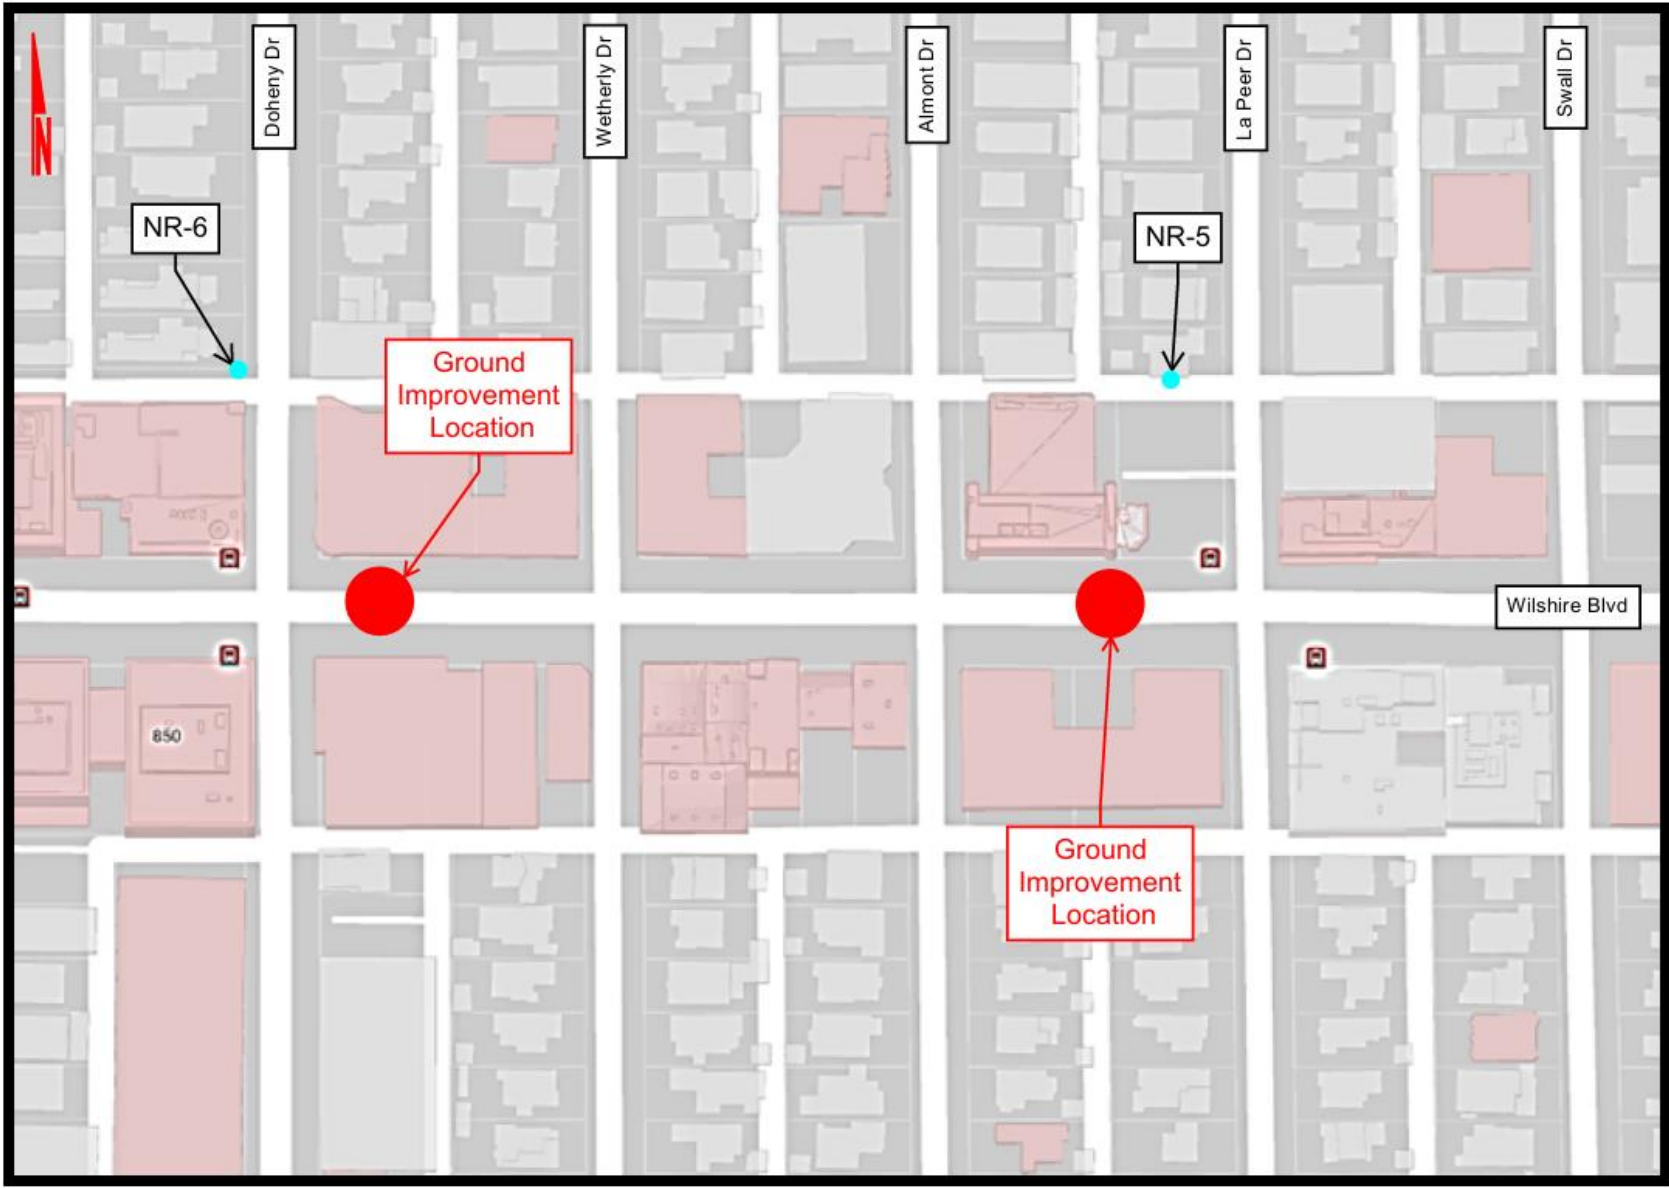 Doheny Dr
Wetherly Dr
Almont Dr
La Peer Dr
Swall Dr
N
NR-6
NR-5
Ground
Improvement
Location
Wilshire Blvd
850
Ground
Improvement
Location